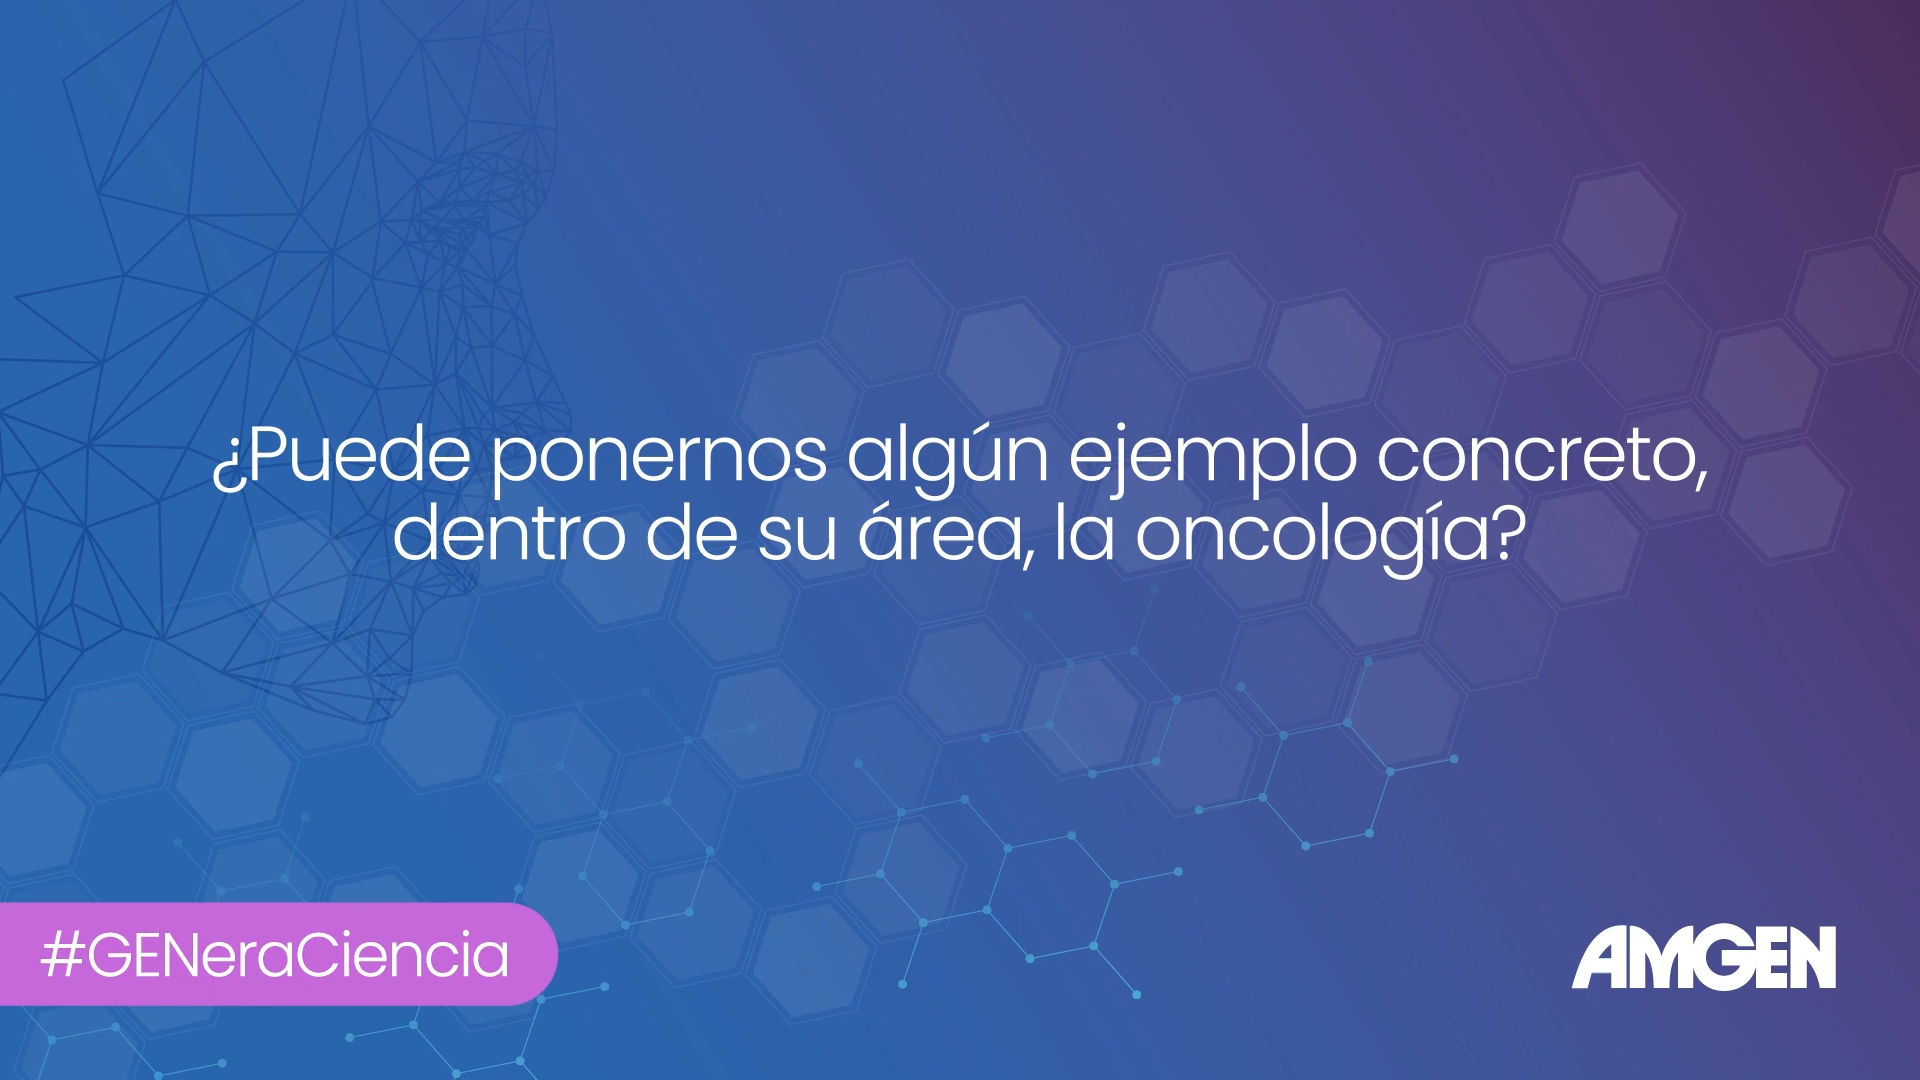 ¿Puede ponernos algún ejemplo concreto,
dentro de su área, la oncología?
#GENeraCiencia
AMGEN